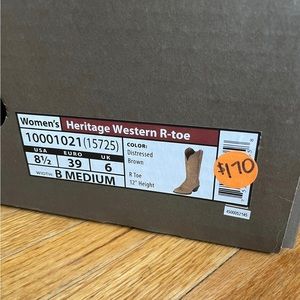 Women's Heritage Western R-toe
10001021 (15725)
USA EURO UK
8½ 39 6
WIDTH: B MEDIUM
COLOR:
Distressed
Brown
R Toe
12" Height
$170